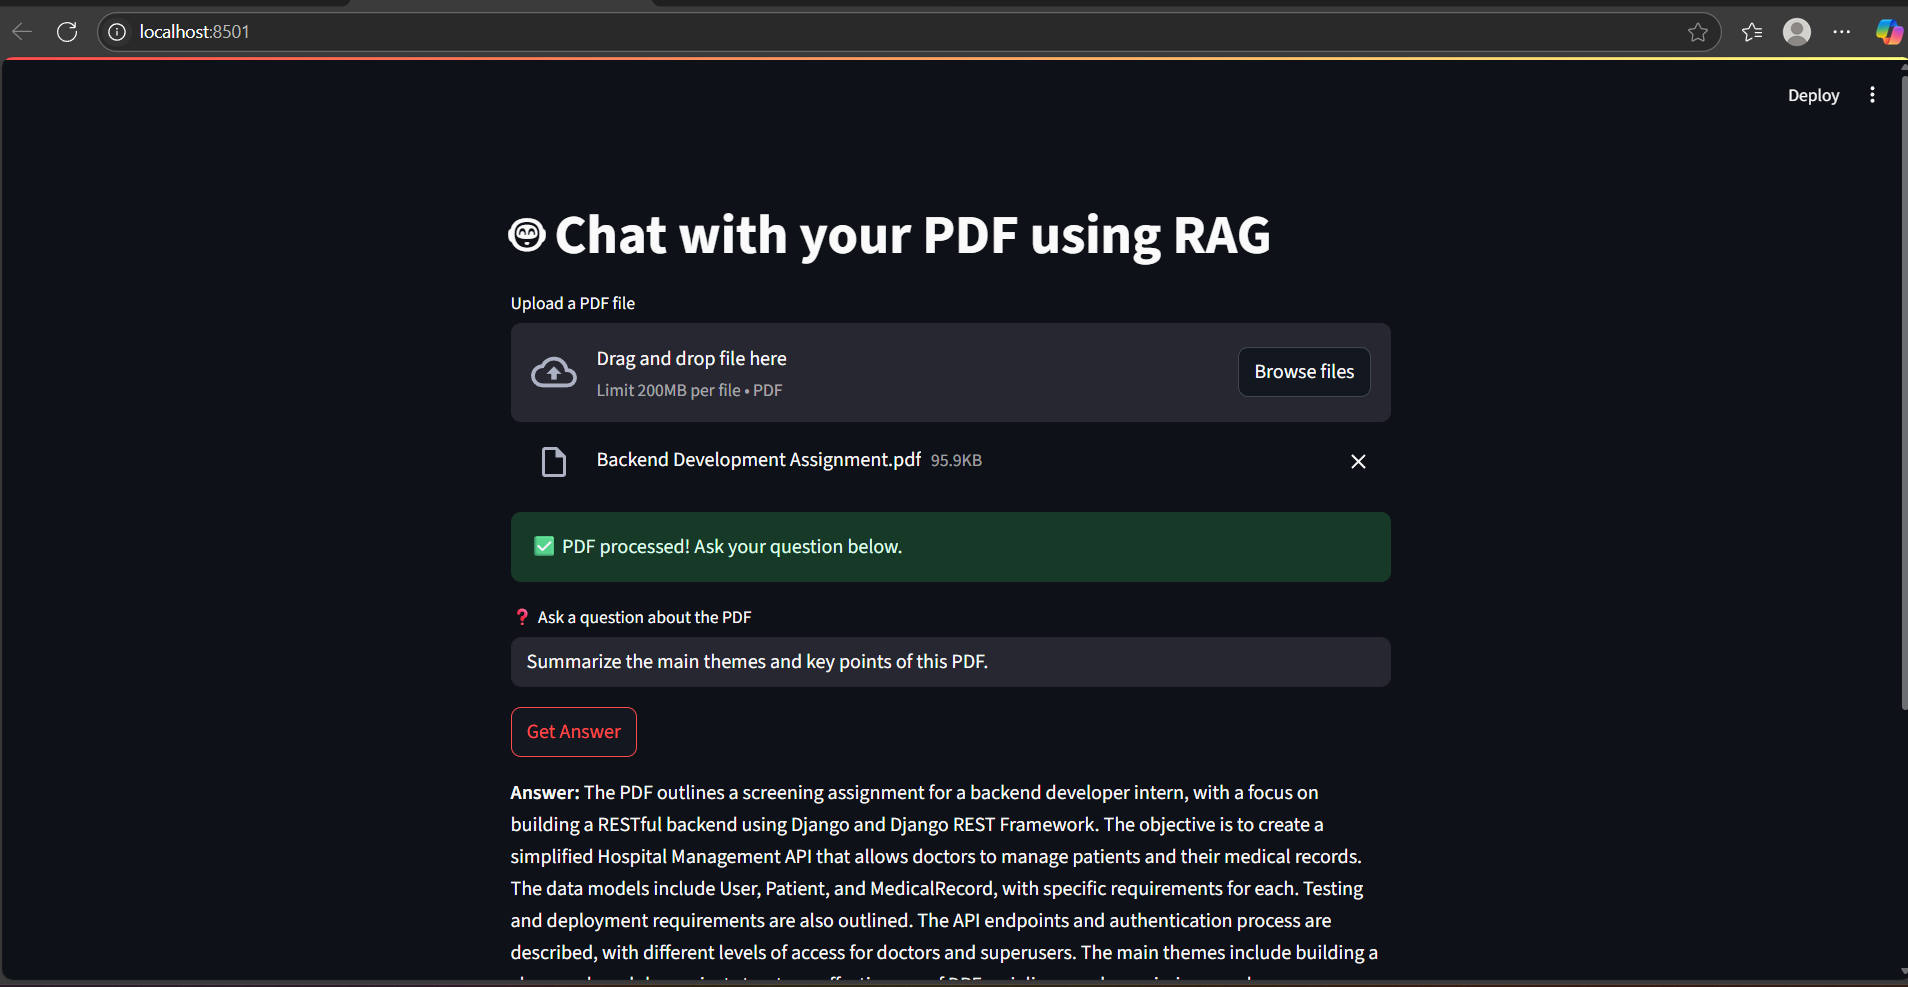 localhost:8501
Deploy
Chat with your PDF using RAG
Upload a PDF file
Drag and drop file here
Limit 200MB per file • PDF
Browse files
Backend Development Assignment.pdf 95.9KB
PDF processed! Ask your question below.
Ask a question about the PDF
Summarize the main themes and key points of this PDF.
Get Answer
Answer: The PDF outlines a screening assignment for a backend developer intern, with a focus on
building a RESTful backend using Django and Django REST Framework. The objective is to create a
simplified Hospital Management API that allows doctors to manage patients and their medical records.
The data models include User, Patient, and MedicalRecord, with specific requirements for each. Testing
and deployment requirements are also outlined. The API endpoints and authentication process are
described, with different levels of access for doctors and superusers. The main themes include building a